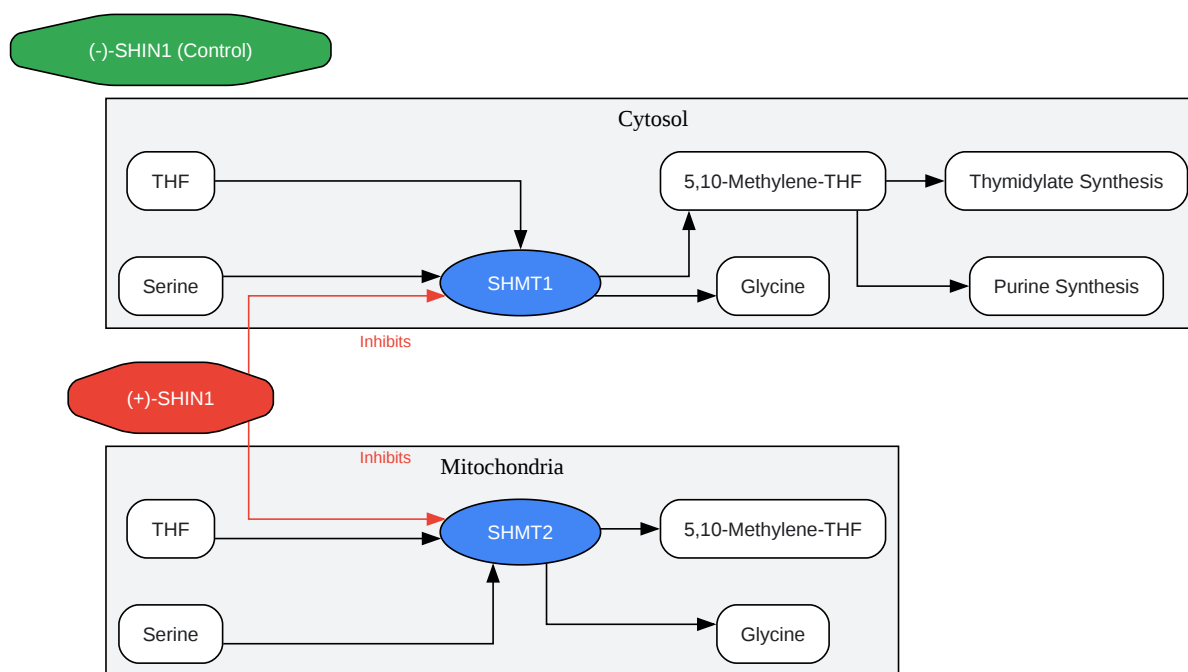 (-)-SHIN1 (Control)
Cytosol
THF
5,10-Methylene-THF
Thymidylate Synthesis
Serine
SHMT1
Glycine
Purine Synthesis
Inhibits
(+)-SHIN1
Inhibits
Mitochondria
THF
SHMT2
5,10-Methylene-THF
Serine
Glycine